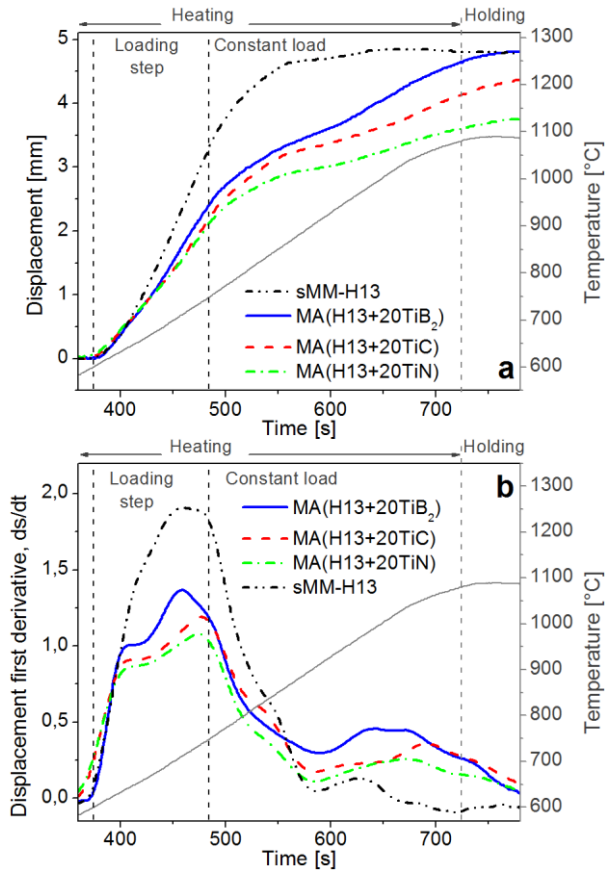 Heating Holding
Loading step Constant load
Displacement [mm]
5
4
3
2
1
0
1300
1200
1100
1000
900
800
700
600
Temperature [°C]
sMM-H13
MA(H13+20TiB₂)
MA(H13+20TiC)
MA(H13+20TiN)
a
400 500 600 700
Time [s]
Heating Holding
Loading step Constant load
Displacement first derivative, ds/dt
2,0
1,5
1,0
0,5
0,0
1300
1200
1100
1000
900
800
700
600
Temperature [°C]
b
MA(H13+20TiB₂)
MA(H13+20TiC)
MA(H13+20TiN)
sMM-H13
400 500 600 700
Time [s]